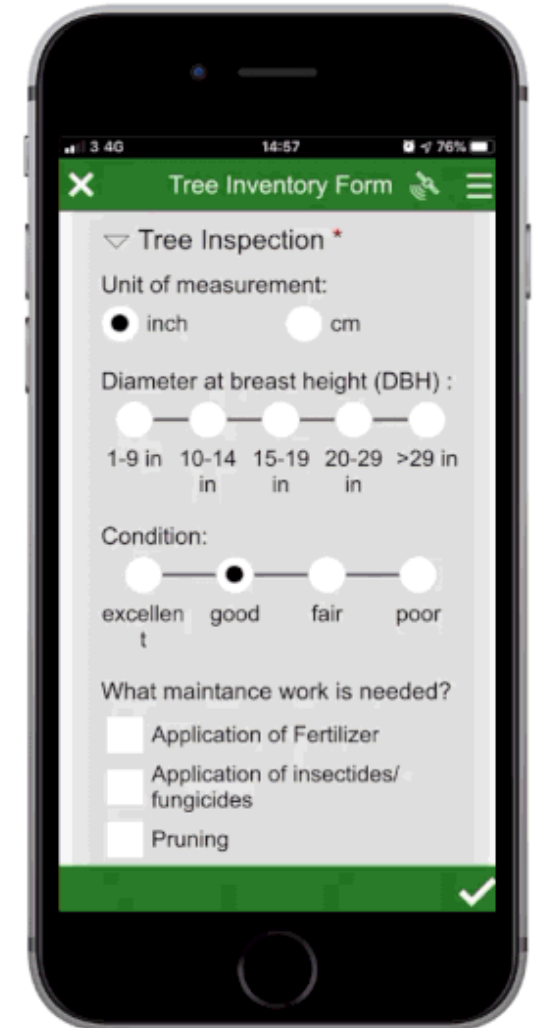 3 4G 14:57 76%
Tree Inventory Form
Tree Inspection *
Unit of measurement:
inch cm
Diameter at breast height (DBH) :
1-9 in 10-14 15-19 20-29 >29 in
in in in
Condition:
excellen good fair poor
t
What maintance work is needed?
Application of Fertilizer
Application of insectides/
fungicides
Pruning